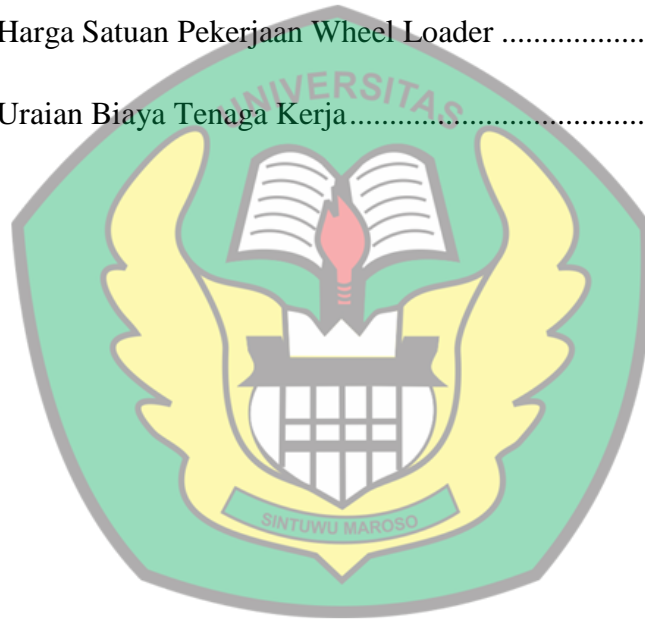 Harga Satuan Pekerjaan Wheel Loader ..................
UNIVERSITAS
Uraian Biaya Tenaga Kerja..................................
SINTUWU MAROSO